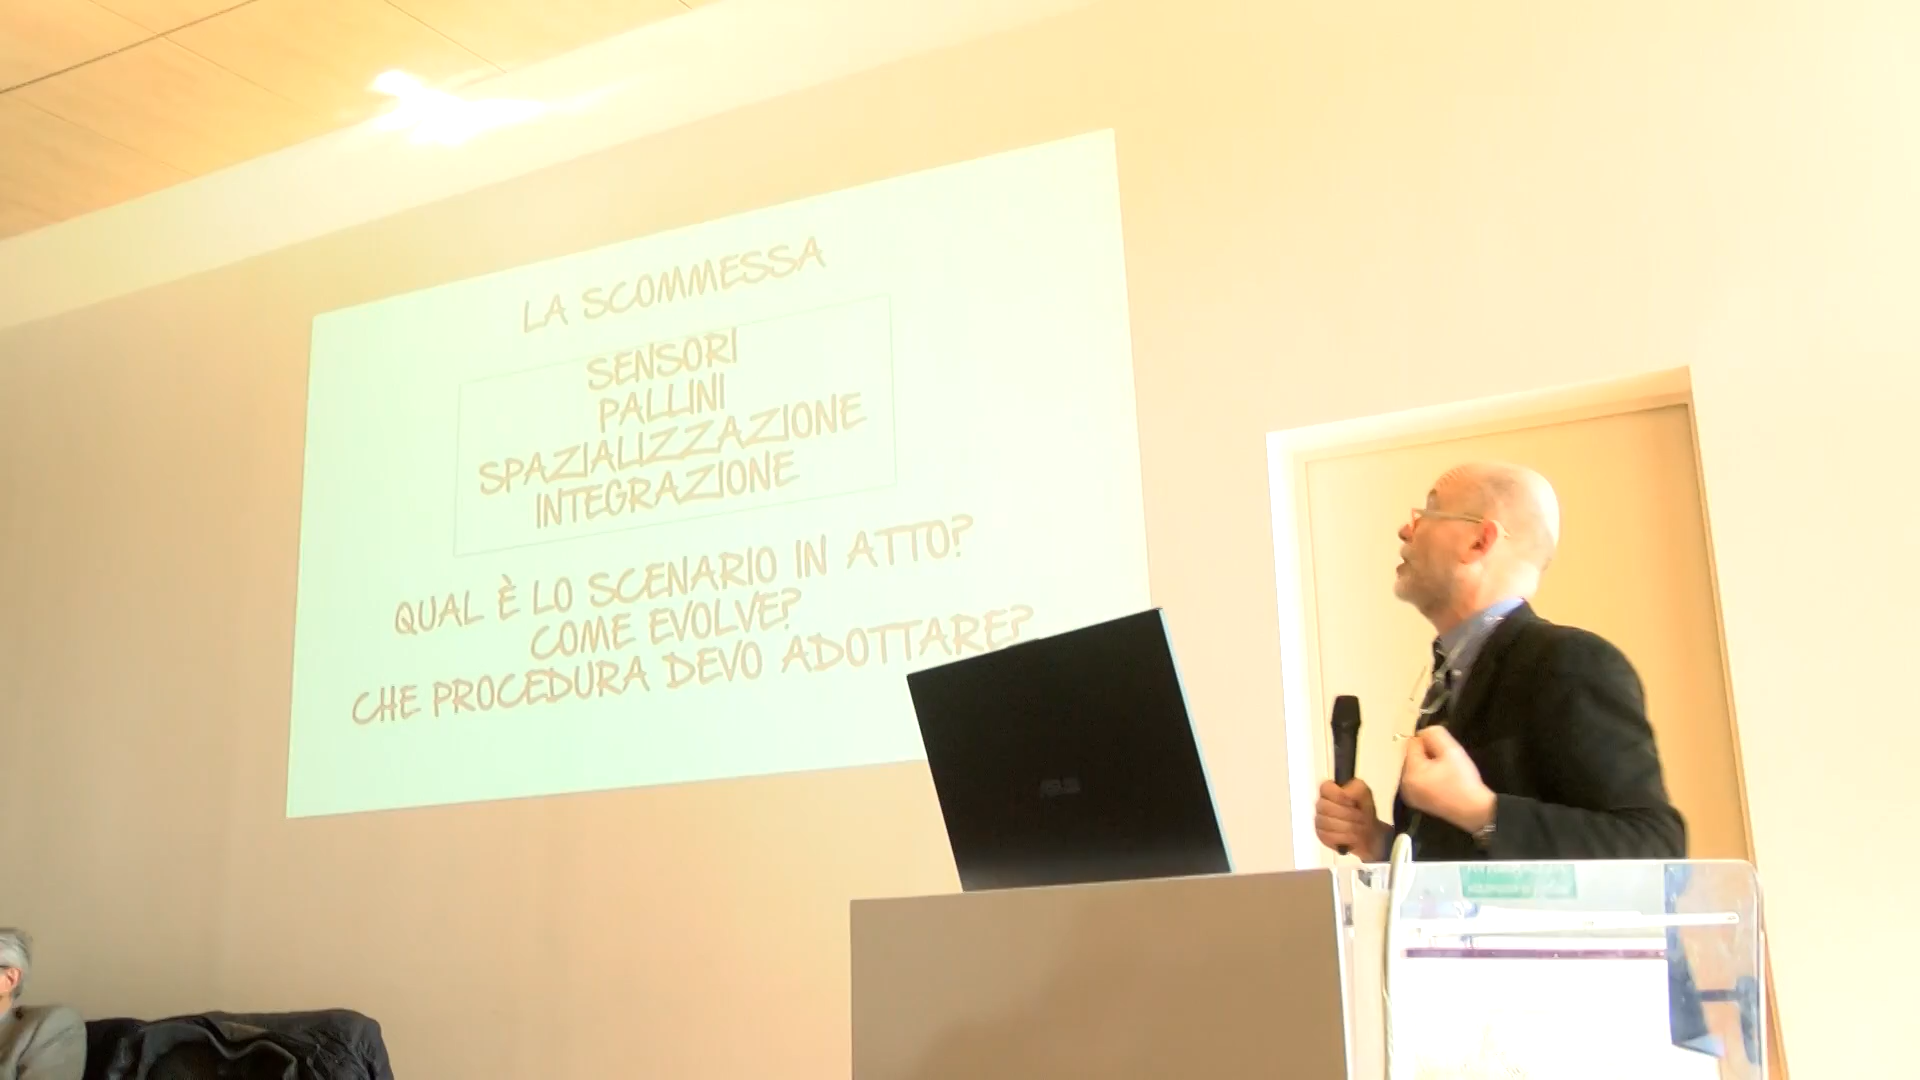 LA SCOMMESSA
SENSORI
PALLINI
SPAZIALIZZAZIONE
INTEGRAZIONE
QUAL È LO SCENARIO IN ATTO?
COME EVOLVE?
CHE PROCEDURA DEVO ADOTTARE?